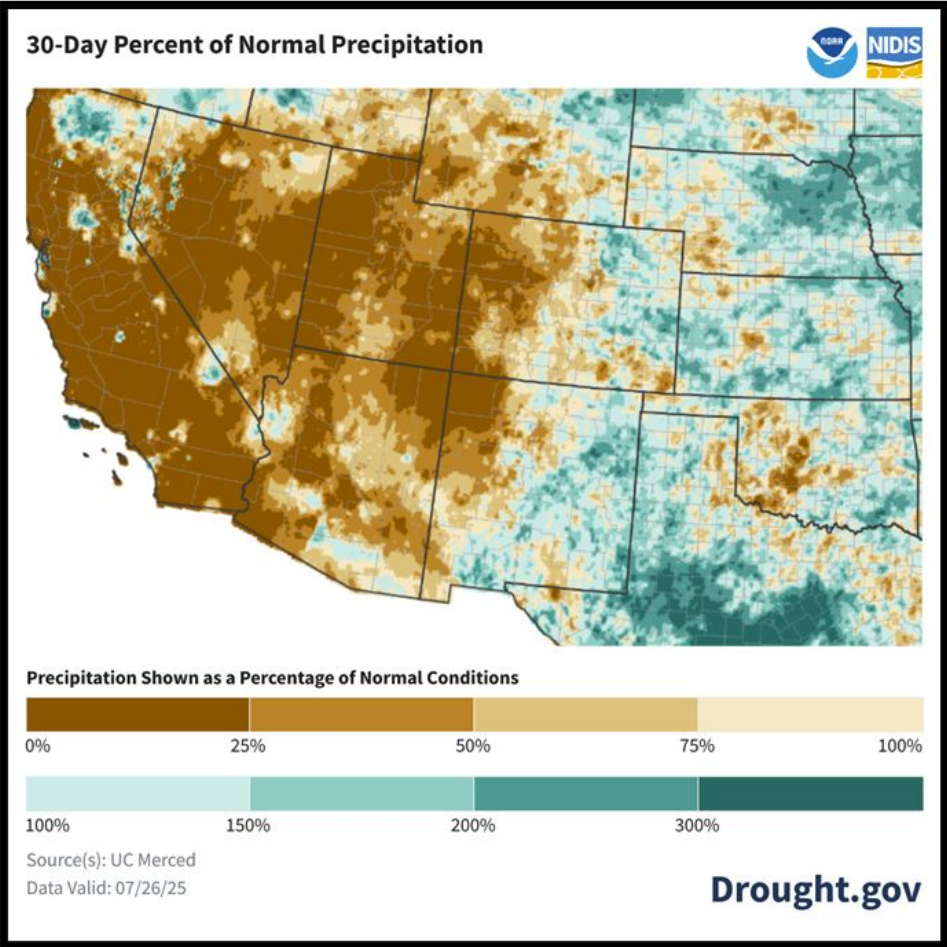 30-Day Percent of Normal Precipitation
NOAA
NIDIS
Precipitation Shown as a Percentage of Normal Conditions
0% 25% 50% 75% 100%
100% 150% 200% 300%
Source(s): UC Merced
Data Valid: 07/26/25
Drought.gov